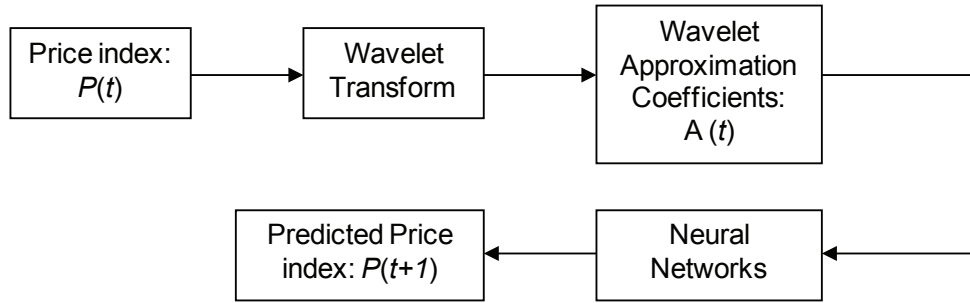 Price index:
P(t)
Wavelet
Transform
Wavelet
Approximation
Coefficients:
A (t)
Neural
Networks
Predicted Price
index: P(t+1)